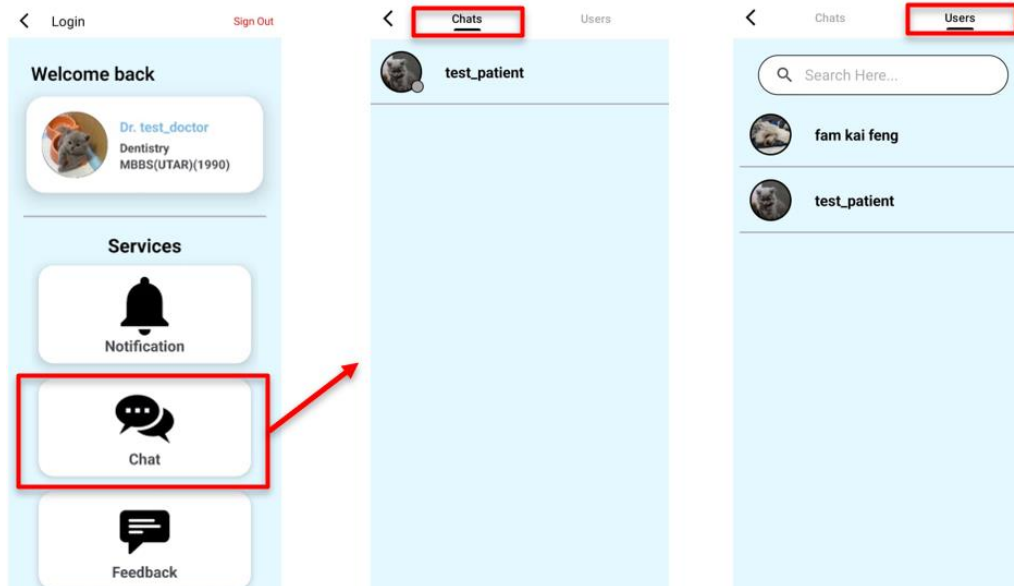 Login
Sign Out
Welcome back
Dr. test_doctor
Dentistry
MBBS(UTAR)(1990)
Services
Notification
Chat
Feedback
Chats
Users
test_patient
Chats
Users
Search Here...
fam kai feng
test_patient